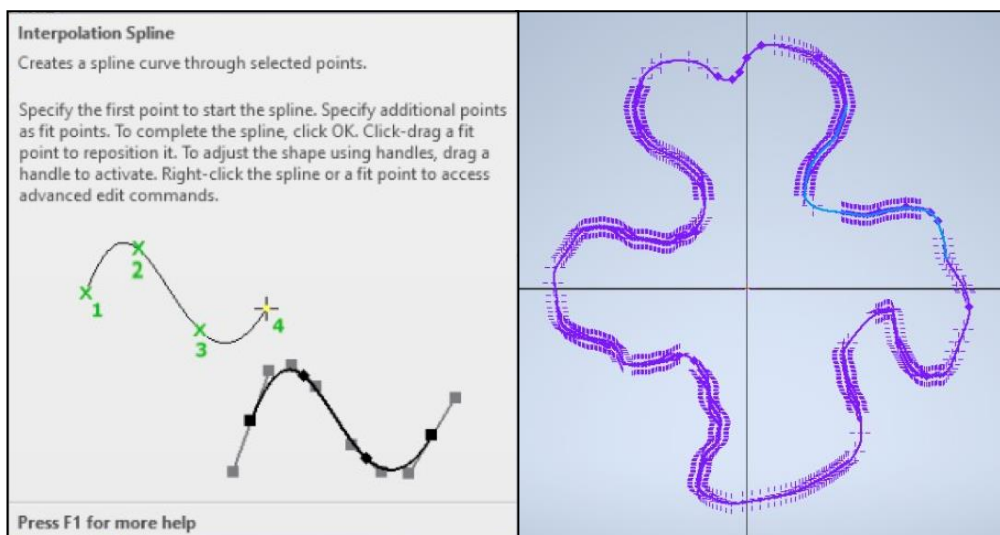 Interpolation Spline
Creates a spline curve through selected points.
Specify the first point to start the spline. Specify additional points
as fit points. To complete the spline, click OK. Click-drag a fit
point to reposition it. To adjust the shape using handles, drag a
handle to activate. Right-click the spline or a fit point to access
advanced edit commands.
2
1
3
4
Press F1 for more help